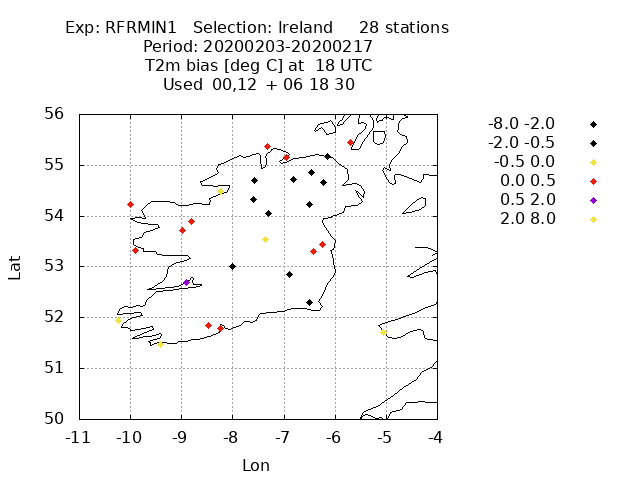 Exp: RFRMIN1 Selection: Ireland 28 stations
Period: 20200203-20200217
T2m bias [deg C] at 18 UTC
Used 00,12 + 06 18 30
-8.0 -2.0
-2.0 -0.5
-0.5 0.0
0.0 0.5
0.5 2.0
2.0 8.0
56
55
54
53
52
51
50
Lat
-11 -10 -9 -8 -7 -6 -5 -4
Lon